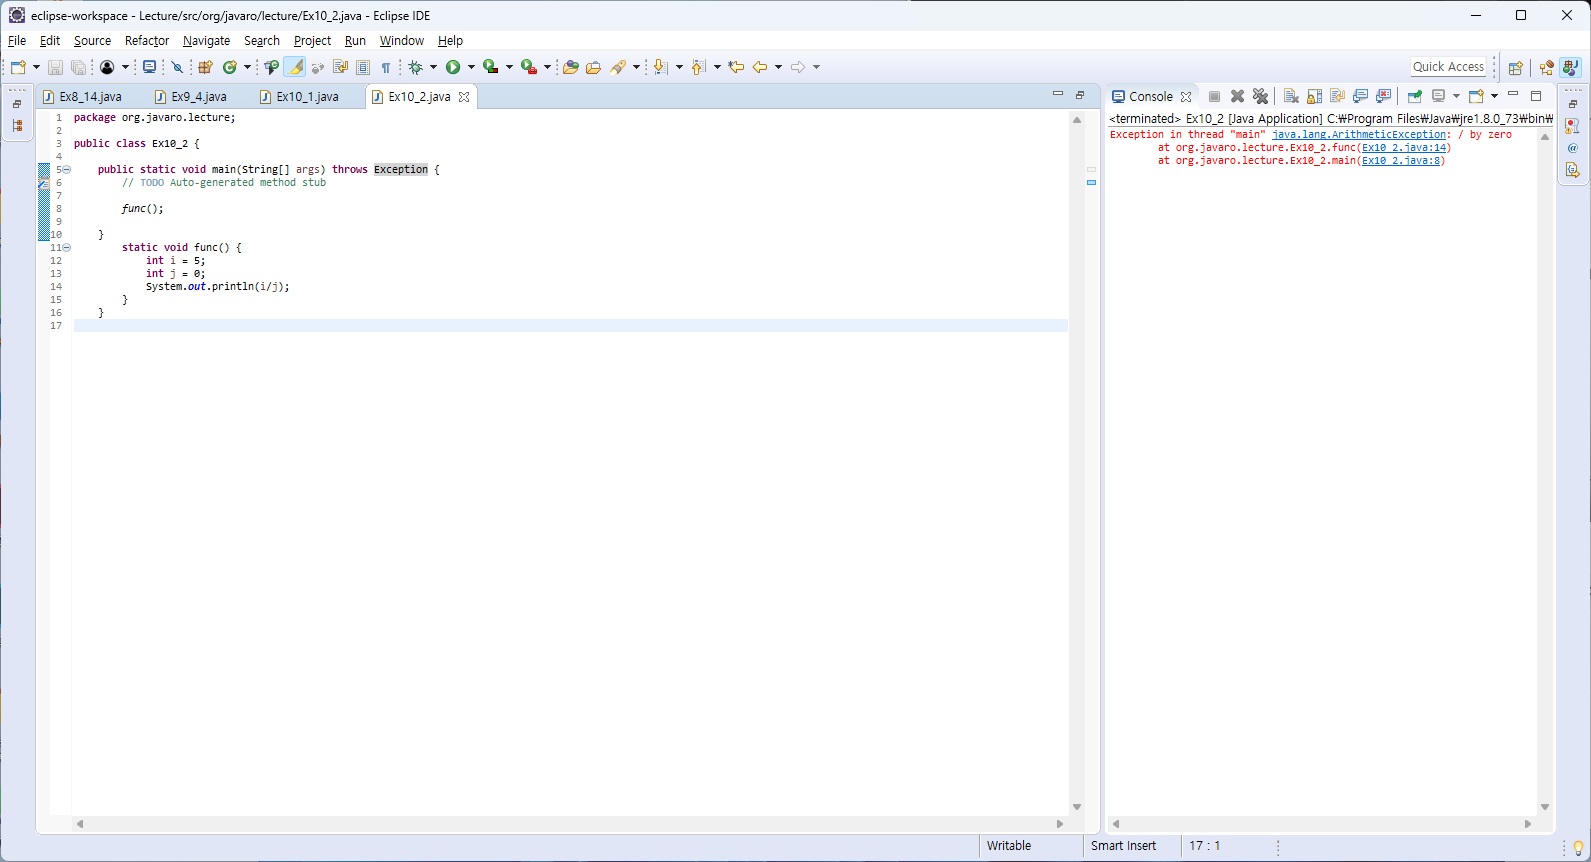 eclipse-workspace - Lecture/src/org/javaro/lecture/Ex10_2.java - Eclipse IDE
File Edit Source Refactor Navigate Search Project Run Window Help
Quick Access
Ex8_14.java Ex9_4.java Ex10_1.java Ex10_2.java
1 package org.javaro.lecture;
2
3 public class Ex10_2 {
4
5 public static void main(String[] args) throws Exception {
6 // TODO Auto-generated method stub
7
8 func();
9
10 }
11 static void func() {
12 int i = 5;
13 int j = 0;
14 System.out.println(i/j);
15 }
16 }
17
Console
<terminated> Ex10_2 [Java Application] C:₩Program Files₩Java₩jre1.8.0_73₩bin₩
Exception in thread "main" java.lang.ArithmeticException: / by zero
at org.javaro.lecture.Ex10_2.func(Ex10_2.java:14)
at org.javaro.lecture.Ex10_2.main(Ex10_2.java:8)
Writable Smart Insert 17 : 1